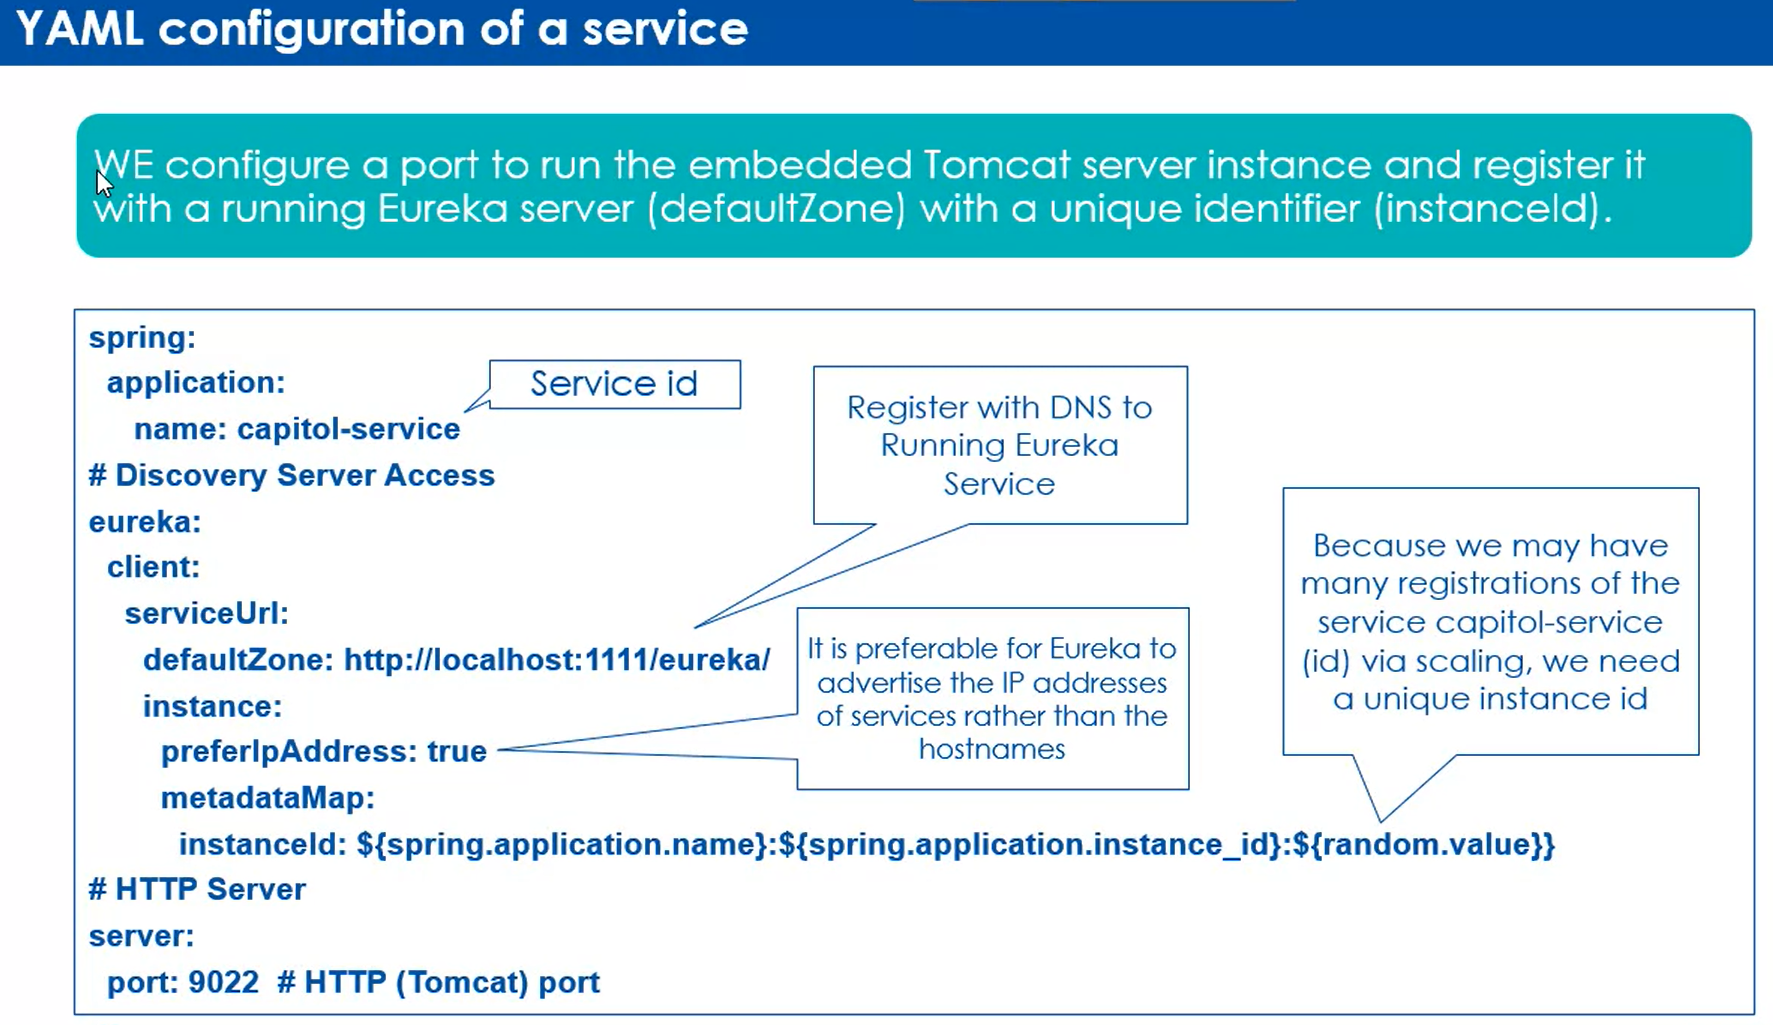 YAML configuration of a service
WE configure a port to run the embedded Tomcat server instance and register it
with a running Eureka server (defaultZone) with a unique identifier (instanceId).
spring:
application:
name: capitol-service
Service id
# Discovery Server Access
eureka:
client:
serviceUrl:
defaultZone: http://localhost:1111/eureka/
Register with DNS to
Running Eureka
Service
instance:
preferIpAddress: true
It is preferable for Eureka to
advertise the IP addresses
of services rather than the
hostnames
metadataMap:
instanceId: ${spring.application.name}:${spring.application.instance_id}:${random.value}}
Because we may have
many registrations of the
service capitol-service
(id) via scaling, we need
a unique instance id
# HTTP Server
server:
port: 9022  # HTTP (Tomcat) port